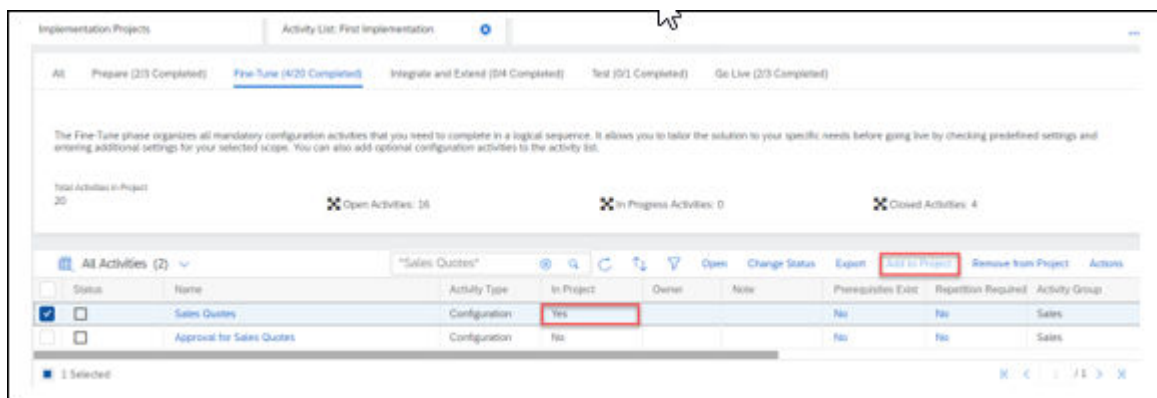 Implementation Projects
Activity List: First Implementation
All
Prepare (2/3 Completed)
Fine-Tune (4/20 Completed)
Integrate and Extend (0/4 Completed)
Test (0/1 Completed)
Go Live (2/3 Completed)
The Fine-Tune phase organizes all mandatory configuration activities that you need to complete in a logical sequence. It allows you to tailor the solution to your specific needs before going live by checking predefined settings and
entering additional settings for your selected scope. You can also add optional configuration activities to the activity list.
Total Activities in Project
20
Open Activities: 16
In Progress Activities: 0
Closed Activities: 4
All Activities (2)
"Sales Quotes"
Open
Change Status
Export
Add to Project
Remove from Project
Actions
Status Name Activity Type In Project Owner Note Prerequisites Exist Repetition Required Activity Group
Sales Quotes Configuration Yes No No Sales
Approval for Sales Quotes Configuration No No No Sales
1 Selected
1 / 1